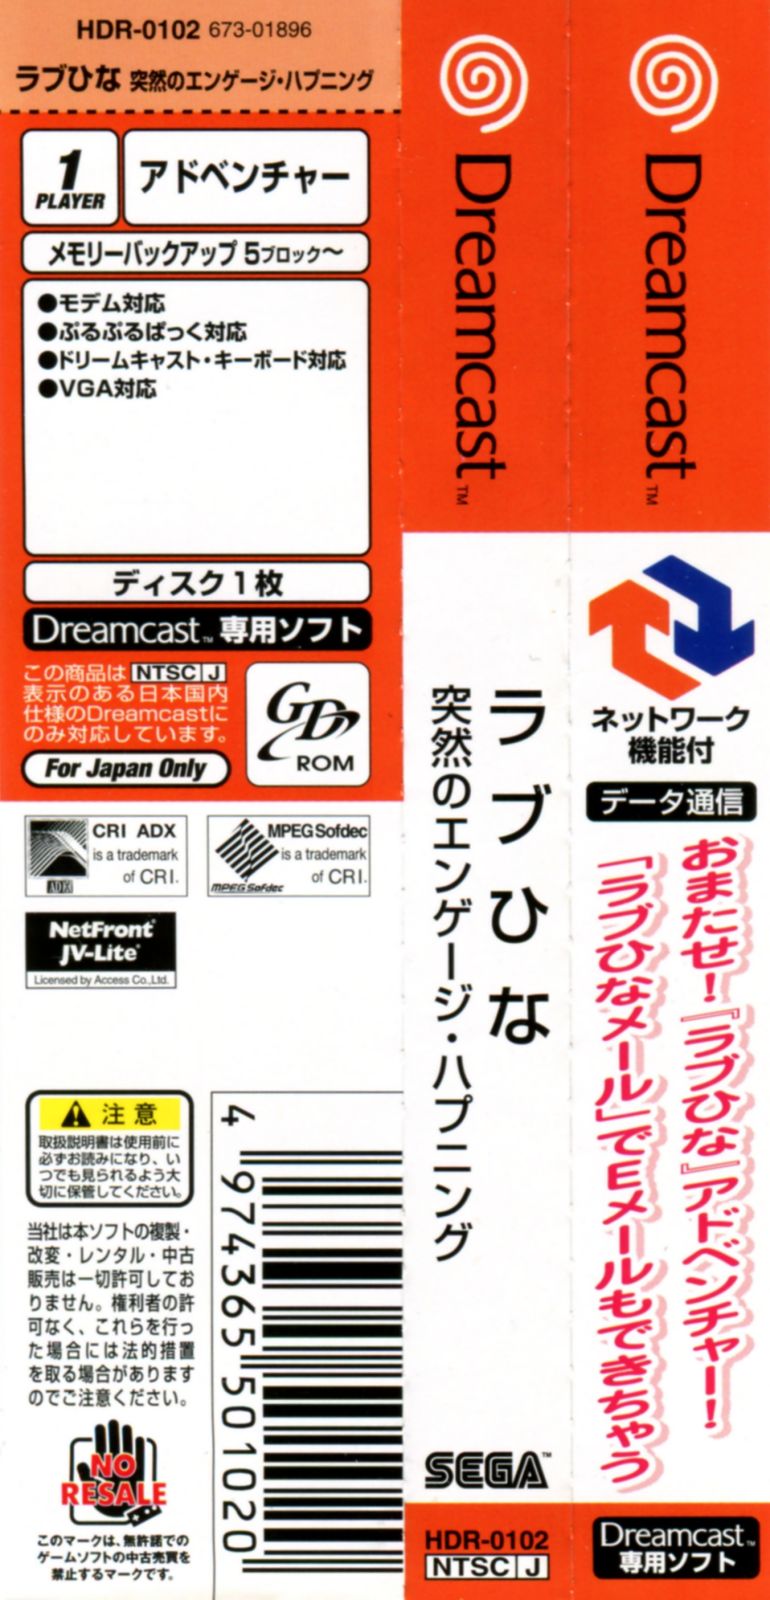 HDR-0102 673-01896
ラブひな 突然のエンゲージ・ハプニング
1
PLAYER
アドベンチャー
メモリーバックアップ 5ブロック〜
●モデム対応
●ぷるぷるぱっく対応
●ドリームキャスト・キーボード対応
●VGA対応
ディスク1枚
Dreamcast™ 専用ソフト
この商品は NTSC J
表示のある日本国内
仕様のDreamcastに
のみ対応しています。
For Japan Only
GD
ROM
CRI ADX
is a trademark
of CRI.
ADX
MPEG Sofdec
is a trademark
of CRI.
MPEG Sofdec
NetFront®
JV-Lite®
Licensed by Access Co.,Ltd.
注意
取扱説明書は使用前に
必ずお読みになり、い
つでも見られるよう大
切に保管してください。
当社は本ソフトの複製・
改変・レンタル・中古
販売は一切許可してお
りません。権利者の許
可なく、これらを行っ
た場合には法的措置
を取る場合があります
のでご注意ください。
NO
RESALE
このマークは、無許諾での
ゲームソフトの中古売買を
禁止するマークです。
4 974365 501020
Dreamcast™
ラブひな
突然のエンゲージ・ハプニング
SEGA™
HDR-0102
NTSC J
Dreamcast™
ネットワーク
機能付
データ通信
おまたせ!『ラブひな』アドベンチャー!
「ラブひなメール」でEメールもできちゃう
Dreamcast™
専用ソフト